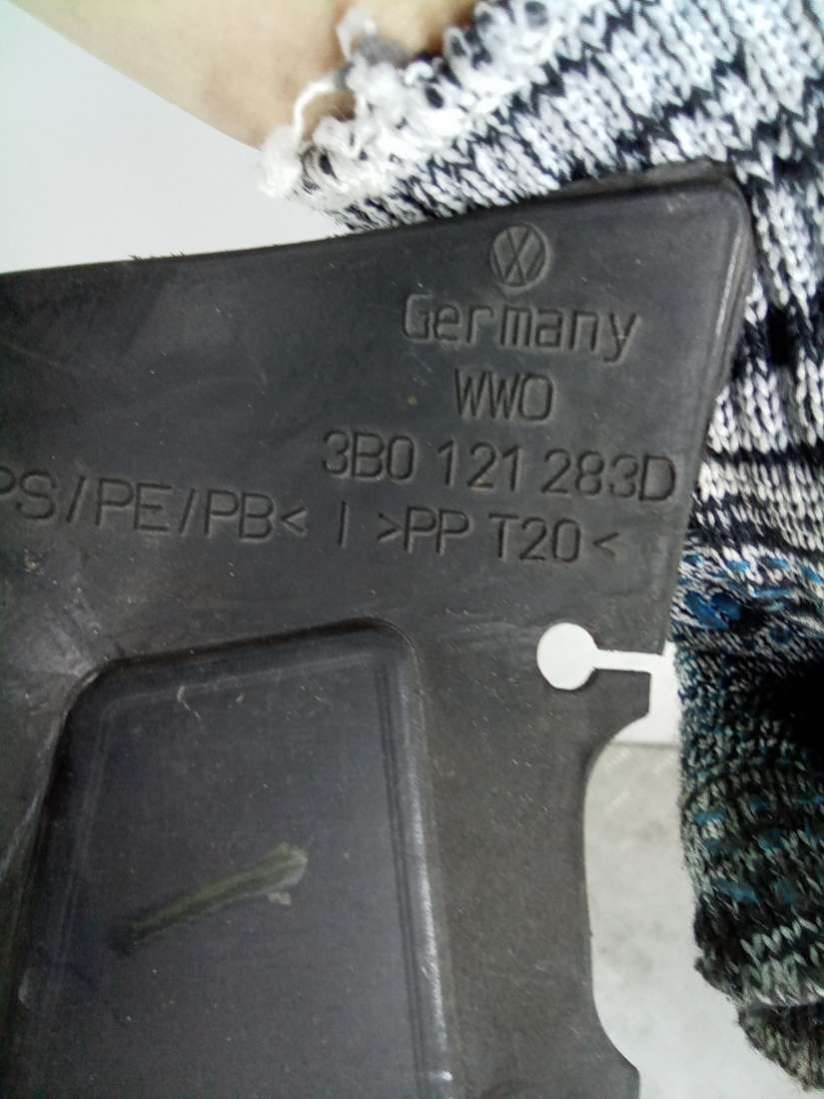 Germany
WWO
3B0 121 283D
PS/PE/PB< | >PP T20<